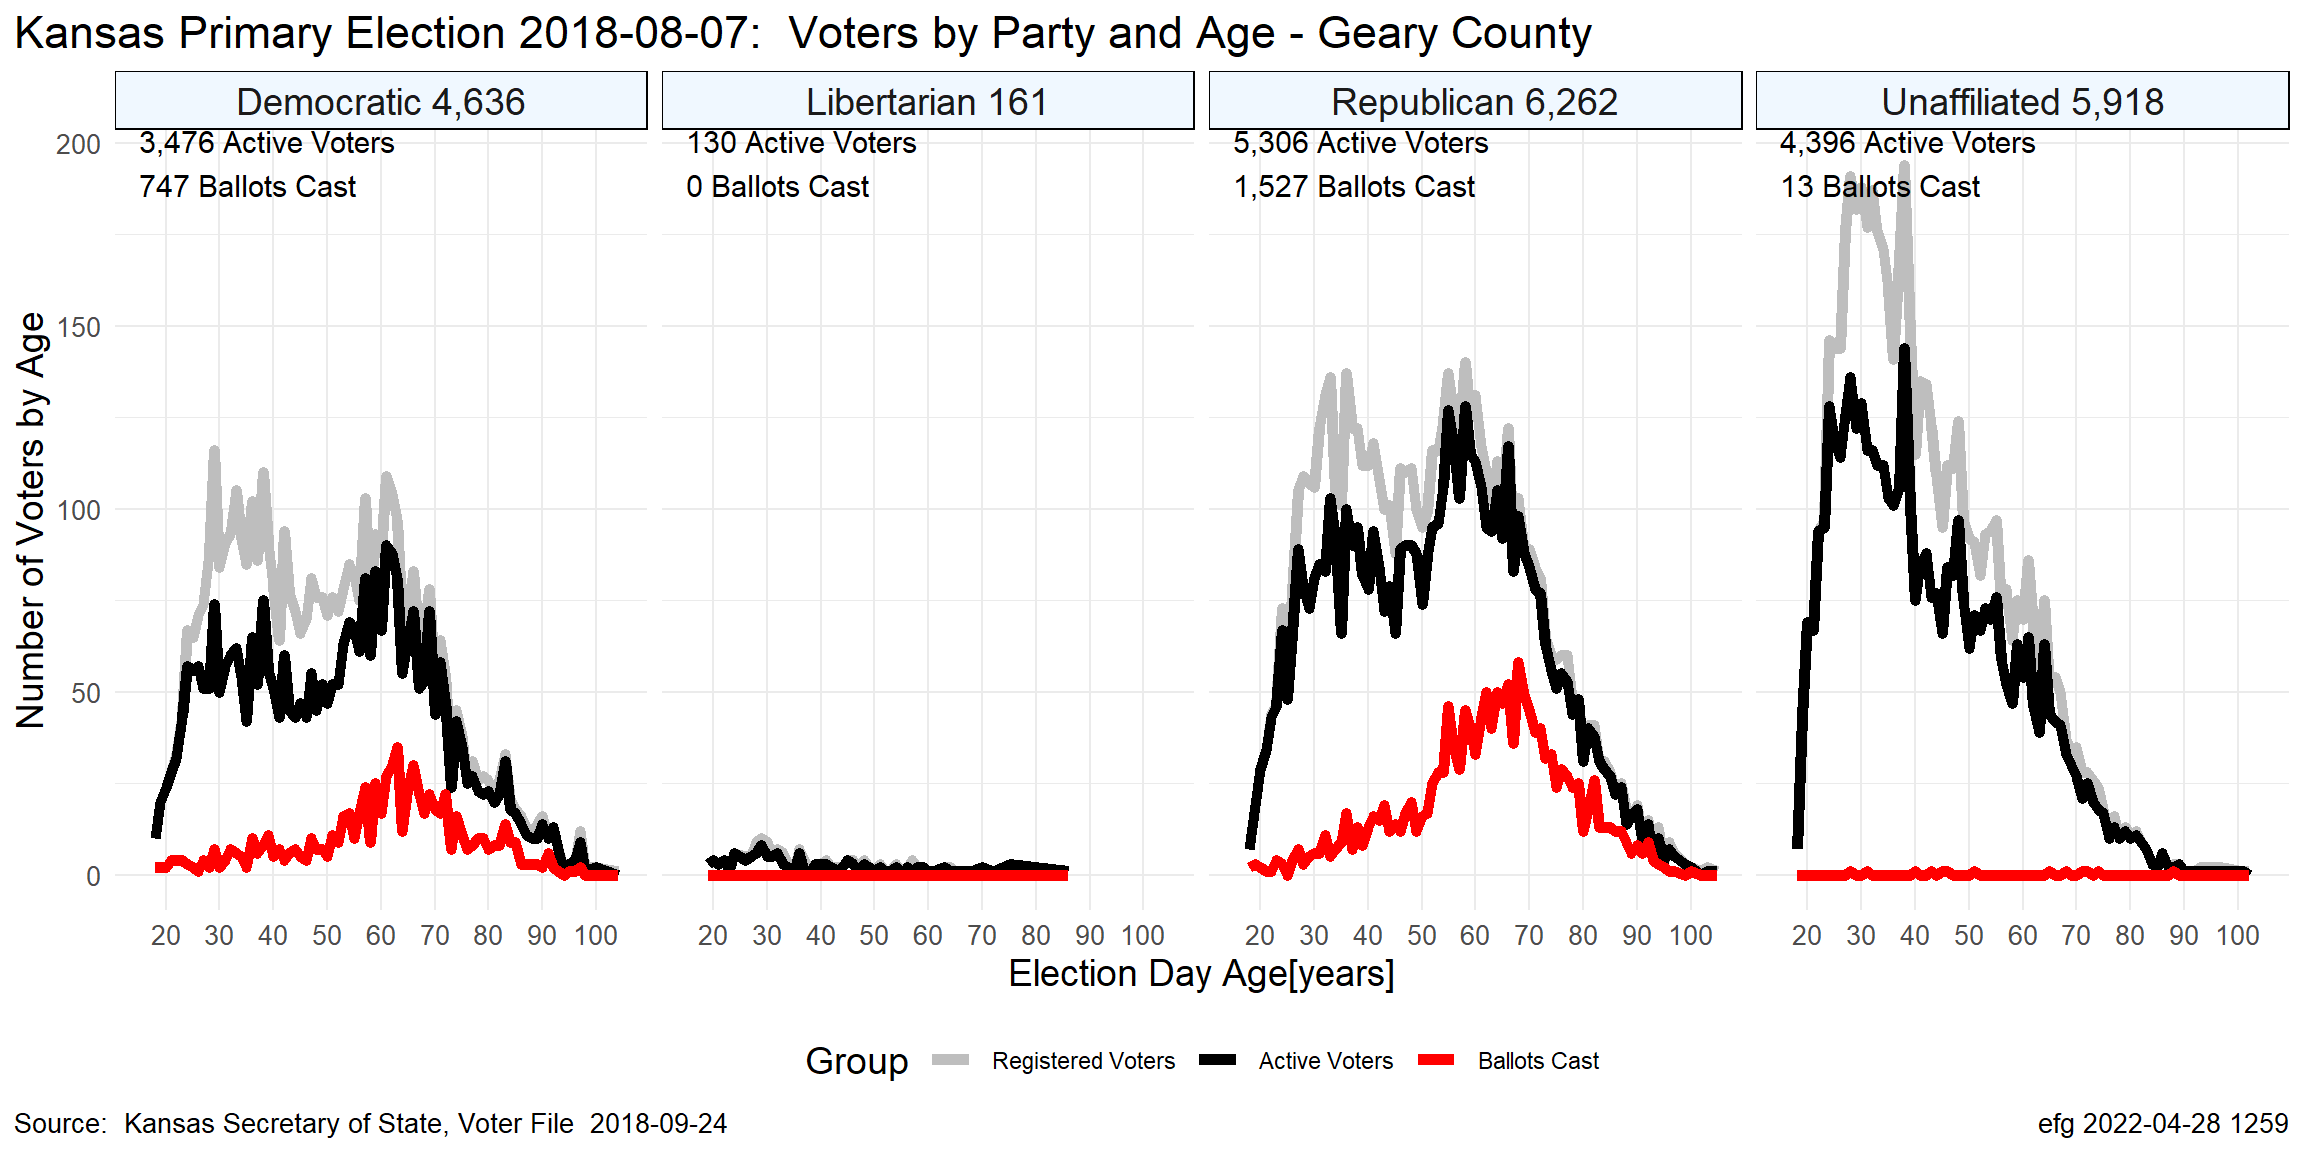 Kansas Primary Election 2018-08-07:  Voters by Party and Age - Geary County
Democratic 4,636
Libertarian 161
Republican 6,262
Unaffiliated 5,918
3,476 Active Voters
747 Ballots Cast
130 Active Voters
0 Ballots Cast
5,306 Active Voters
1,527 Ballots Cast
4,396 Active Voters
13 Ballots Cast
Number of Voters by Age
200
150
100
50
0
20 30 40 50 60 70 80 90 100
20 30 40 50 60 70 80 90 100
20 30 40 50 60 70 80 90 100
20 30 40 50 60 70 80 90 100
Election Day Age[years]
Group Registered Voters Active Voters Ballots Cast
Source:  Kansas Secretary of State, Voter File  2018-09-24
efg 2022-04-28 1259